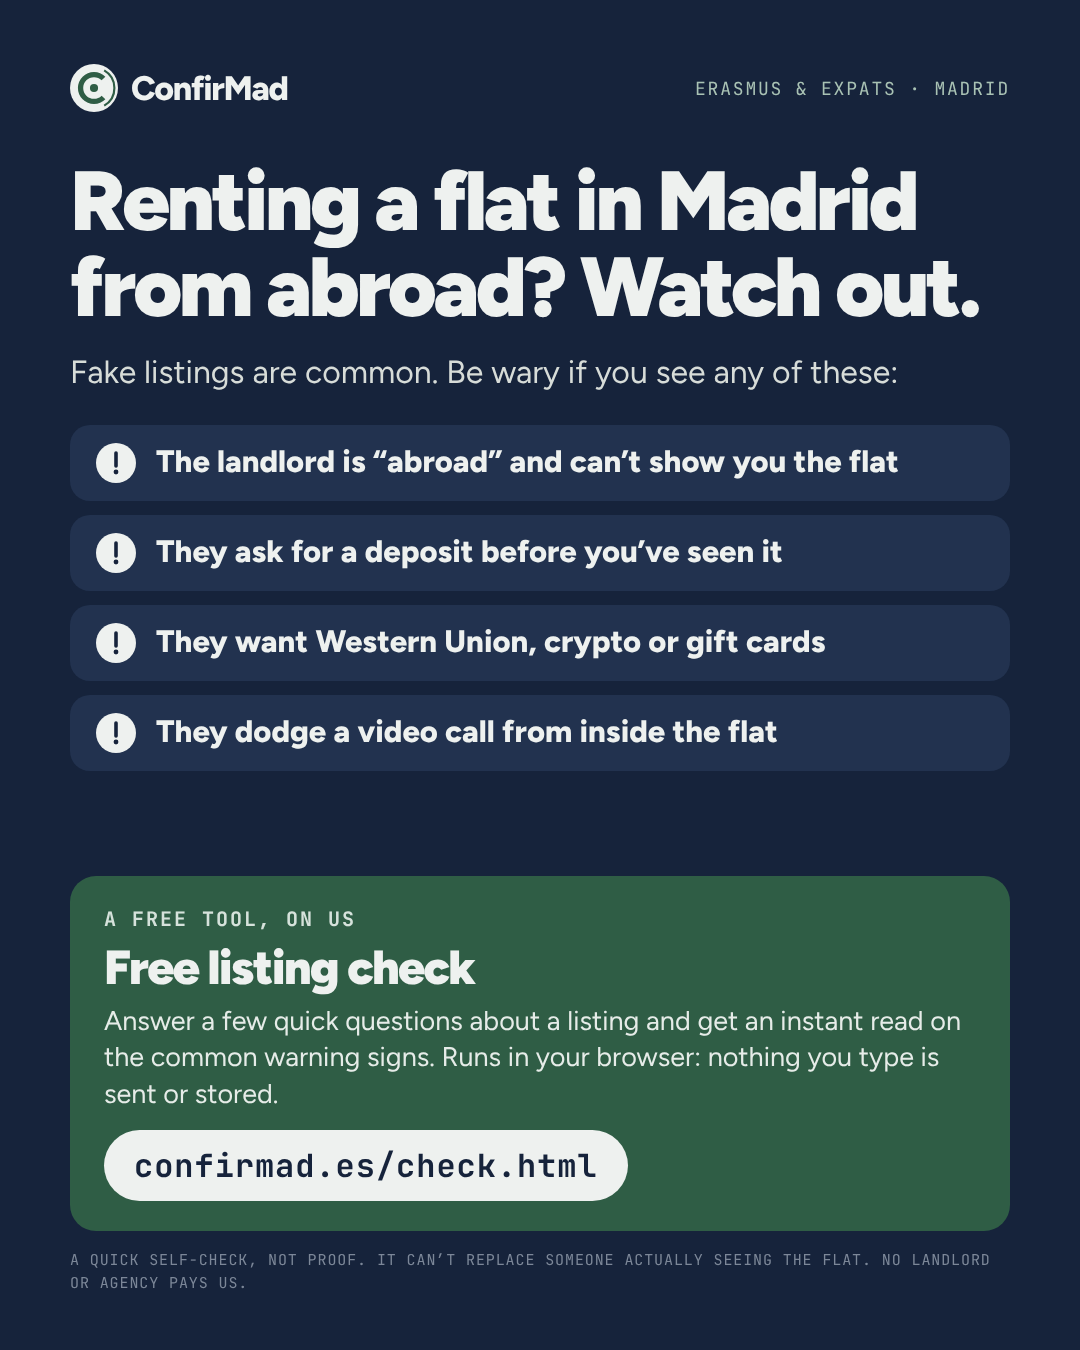 ConfirMad
ERASMUS & EXPATS · MADRID
Renting a flat in Madrid
from abroad? Watch out.
Fake listings are common. Be wary if you see any of these:
! The landlord is “abroad” and can’t show you the flat
! They ask for a deposit before you’ve seen it
! They want Western Union, crypto or gift cards
! They dodge a video call from inside the flat
A FREE TOOL, ON US
Free listing check
Answer a few quick questions about a listing and get an instant read on
the common warning signs. Runs in your browser: nothing you type is
sent or stored.
confirmad.es/check.html
A QUICK SELF-CHECK, NOT PROOF. IT CAN’T REPLACE SOMEONE ACTUALLY SEEING THE FLAT. NO LANDLORD
OR AGENCY PAYS US.